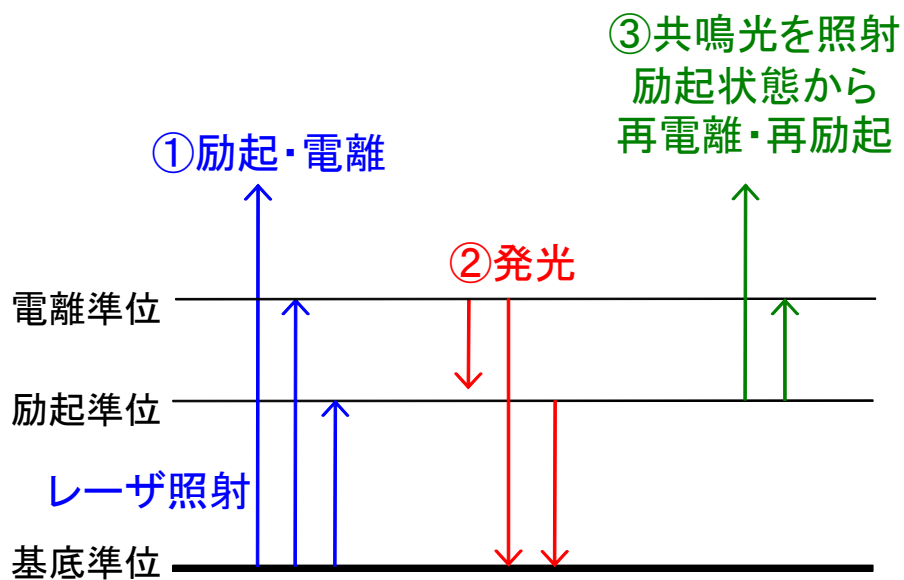 ③共鳴光を照射
励起状態から
再電離・再励起
①励起・電離
②発光
電離準位
励起準位
レーザ照射
基底準位